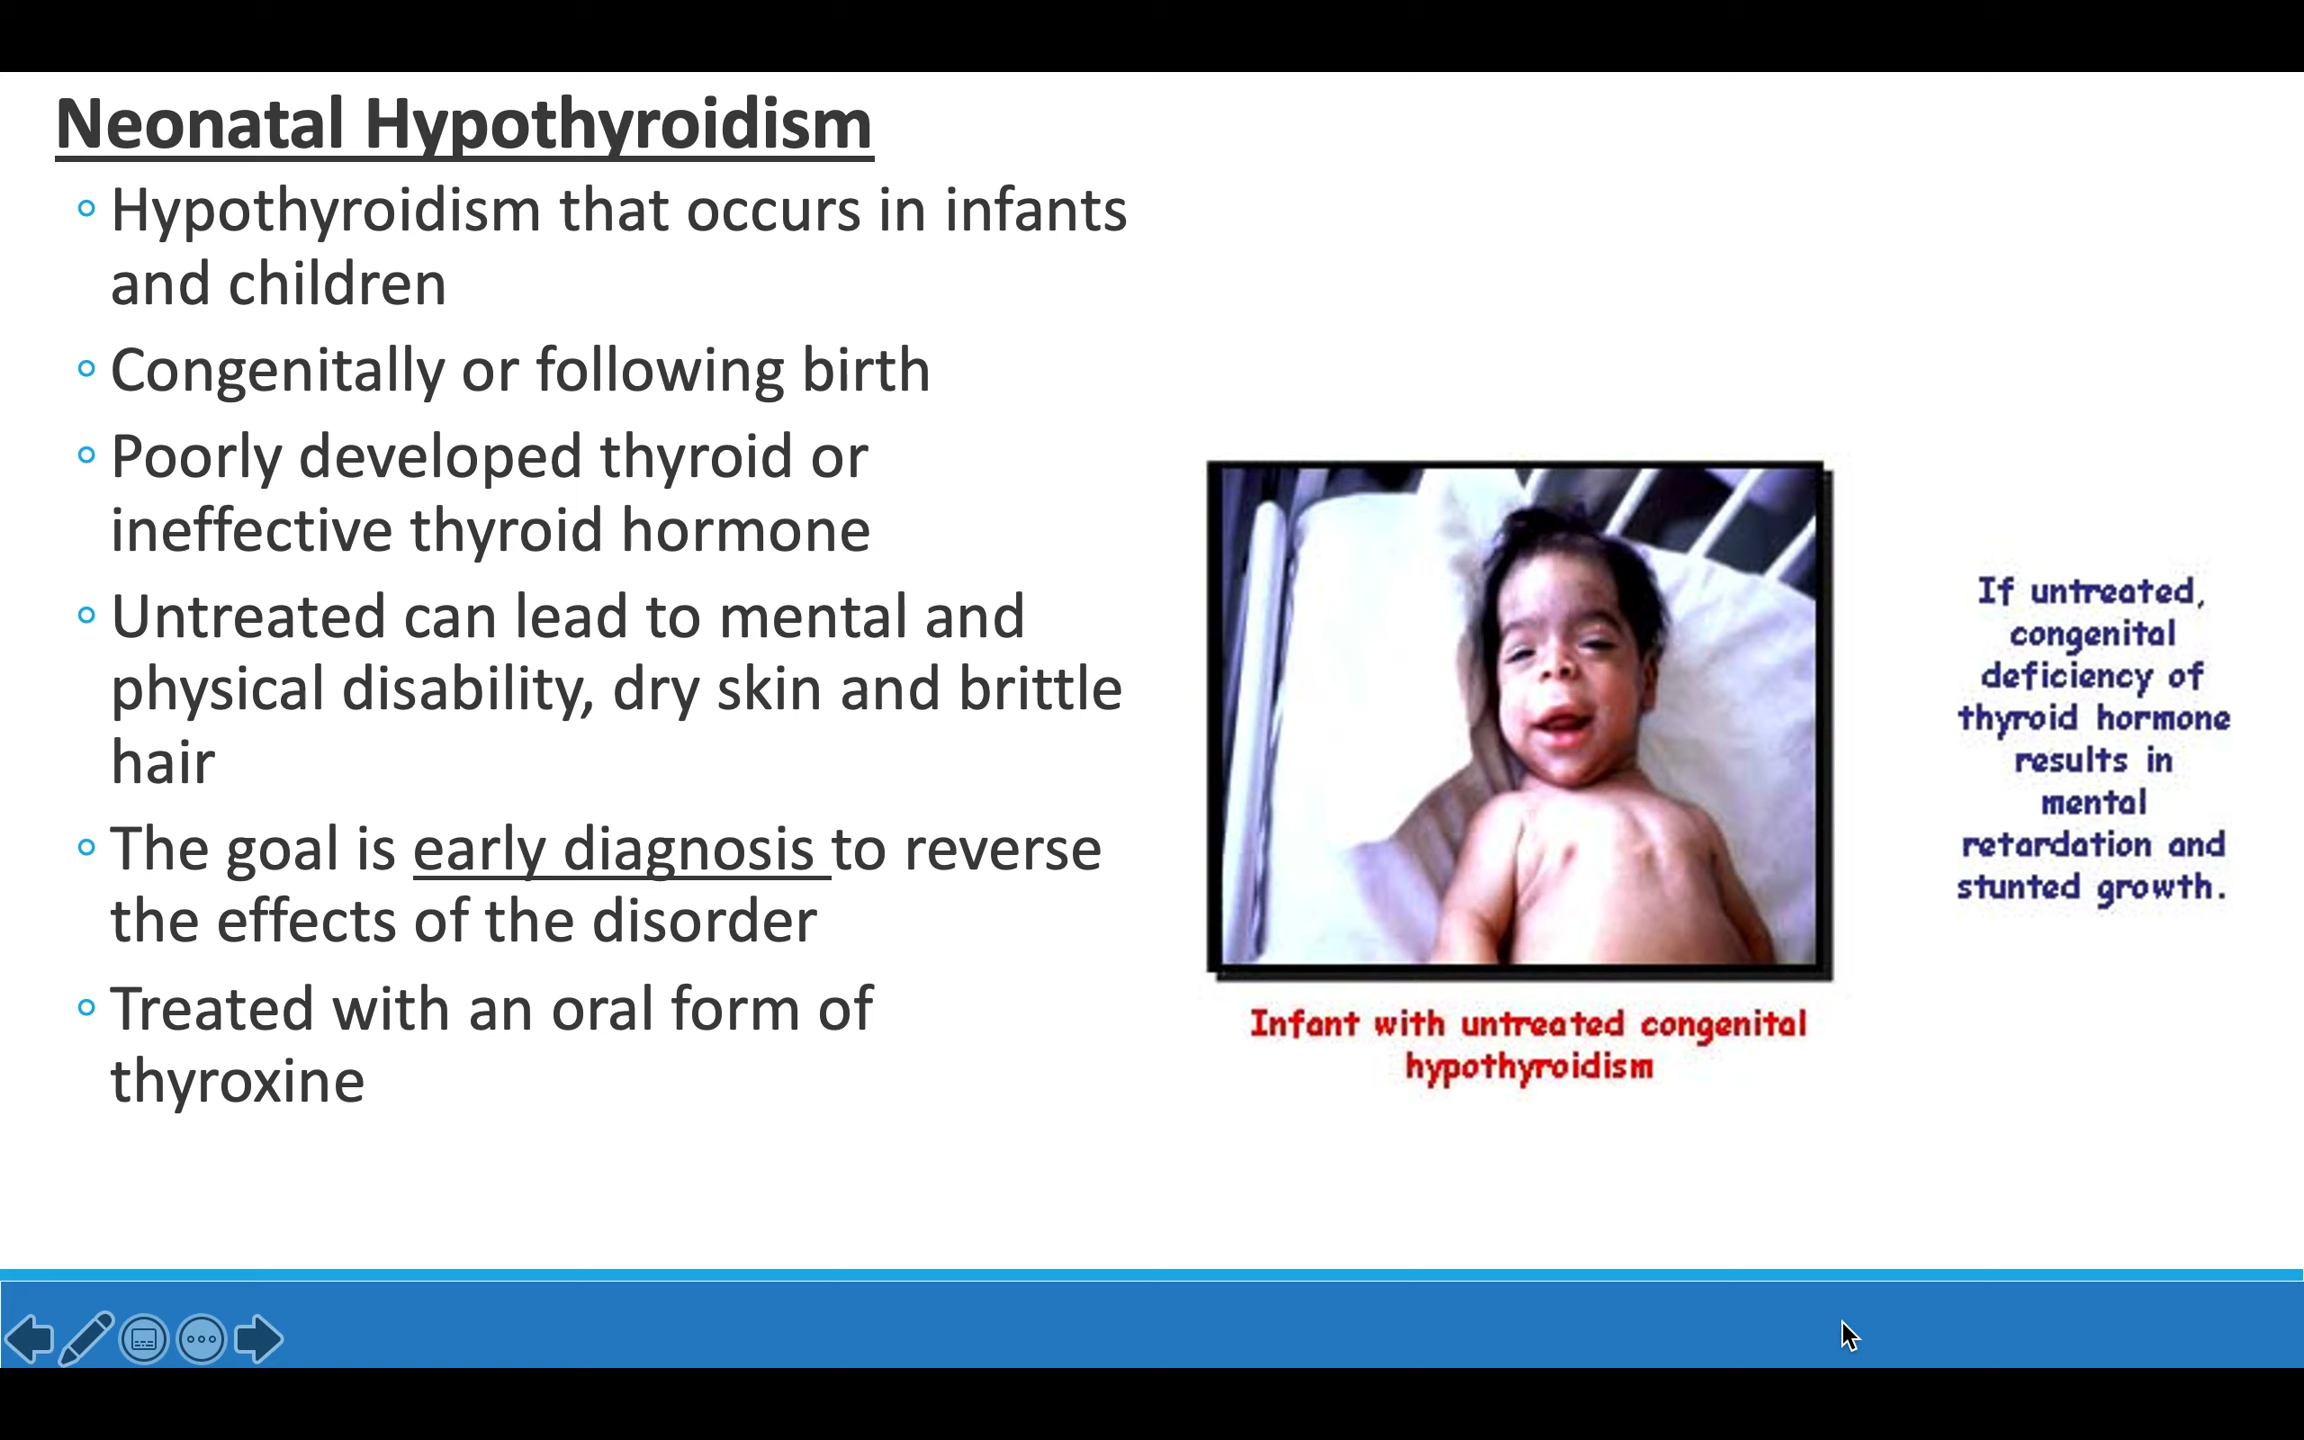 Neonatal Hypothyroidism
Hypothyroidism that occurs in infants
and children
Congenitally or following birth
Poorly developed thyroid or
ineffective thyroid hormone
Untreated can lead to mental and
physical disability, dry skin and brittle
hair
The goal is early diagnosis to reverse
the effects of the disorder
Treated with an oral form of
thyroxine
Infant with untreated congenital
hypothyroidism
If untreated,
congenital
deficiency of
thyroid hormone
results in
mental
retardation and
stunted growth.